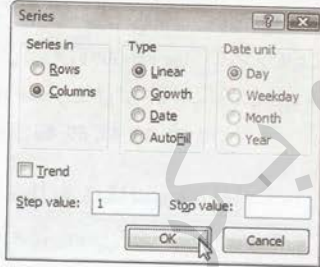 Series
Series in
Rows
Columns
Type
Linear
Growth
Date
AutoFill
Date unit
Day
Weekday
Month
Year
Trend
Step value: 1
Stop value:
OK
Cancel